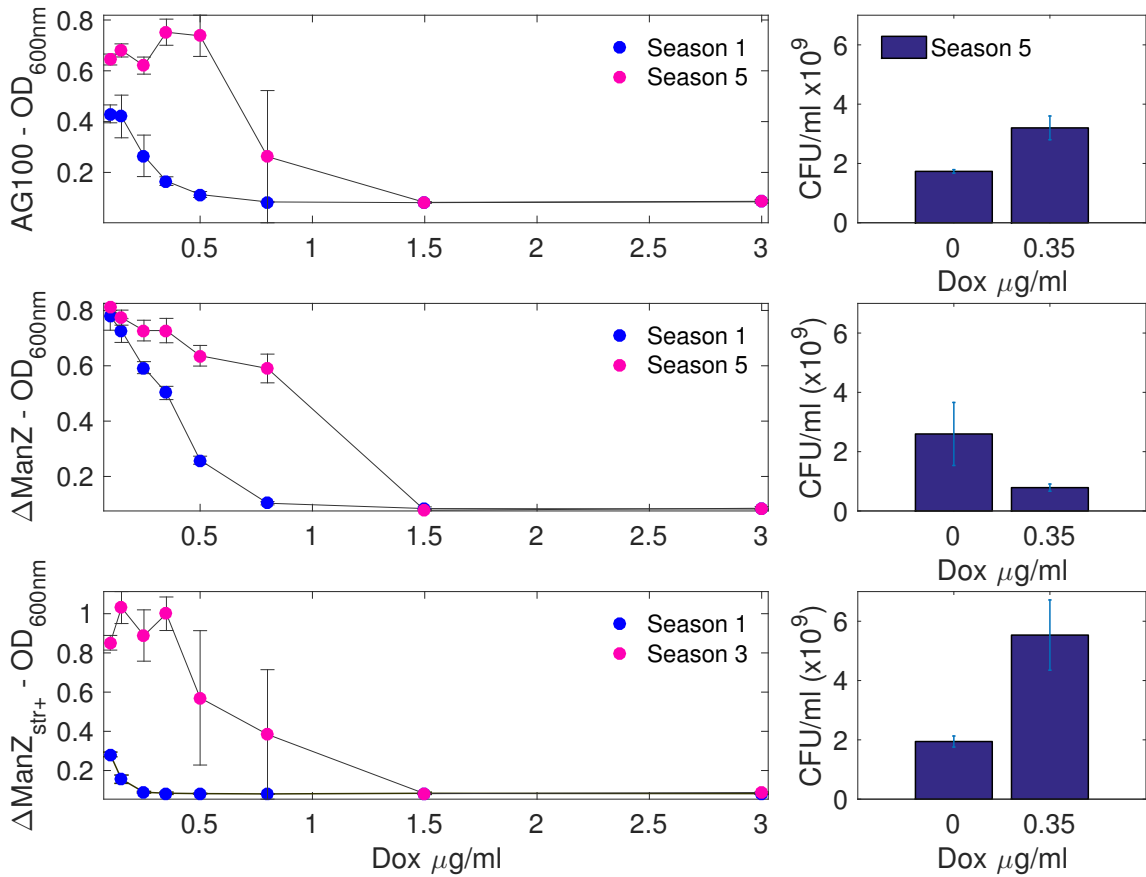 AG100 - OD600nm
0.8
0.6
0.4
0.2
0.5 1 1.5 2 2.5 3
Season 1
Season 5
CFU/ml x10^9
6
4
2
0
Season 5
0 0.35
Dox μg/ml
ΔManZ - OD600nm
0.8
0.6
0.4
0.2
0.5 1 1.5 2 2.5 3
Season 1
Season 5
CFU/ml (x10^9)
6
4
2
0
0 0.35
Dox μg/ml
ΔManZstr+ - OD600nm
1
0.8
0.6
0.4
0.2
0.5 1 1.5 2 2.5 3
Dox μg/ml
Season 1
Season 3
CFU/ml (x10^9)
6
4
2
0
0 0.35
Dox μg/ml